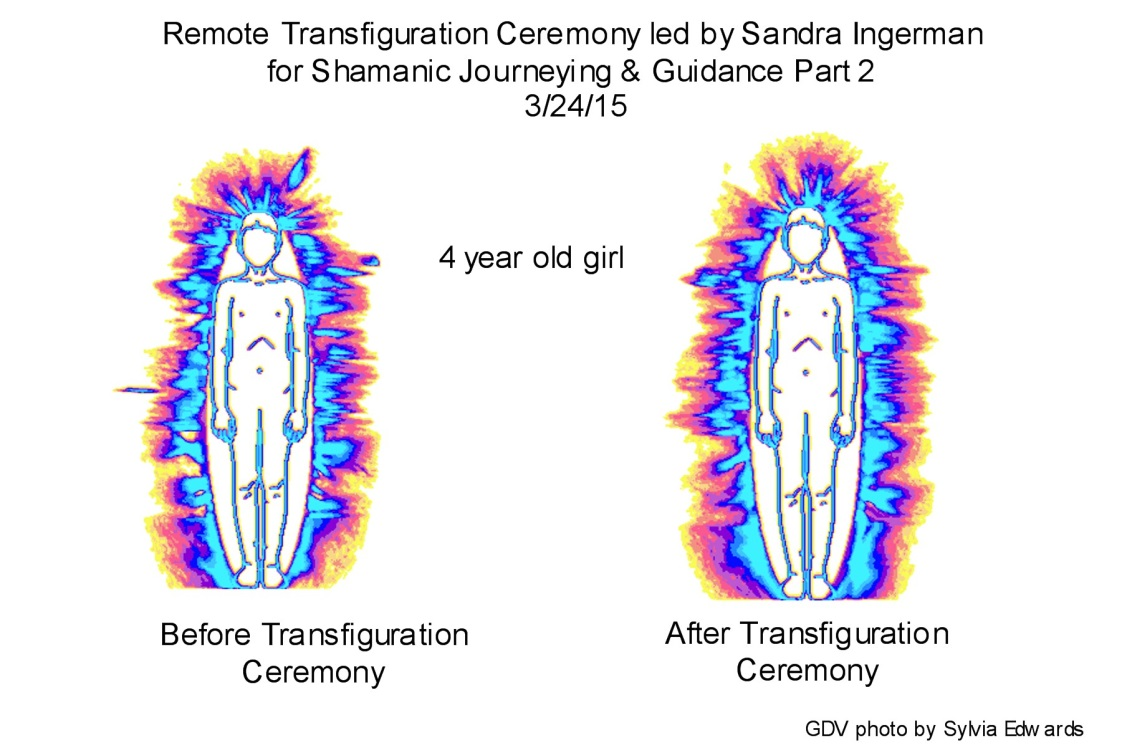 Remote Transfiguration Ceremony led by Sandra Ingerman
for Shamanic Journeying & Guidance Part 2
3/24/15
4 year old girl
Before Transfiguration
Ceremony
After Transfiguration
Ceremony
GDV photo by Sylvia Edwards